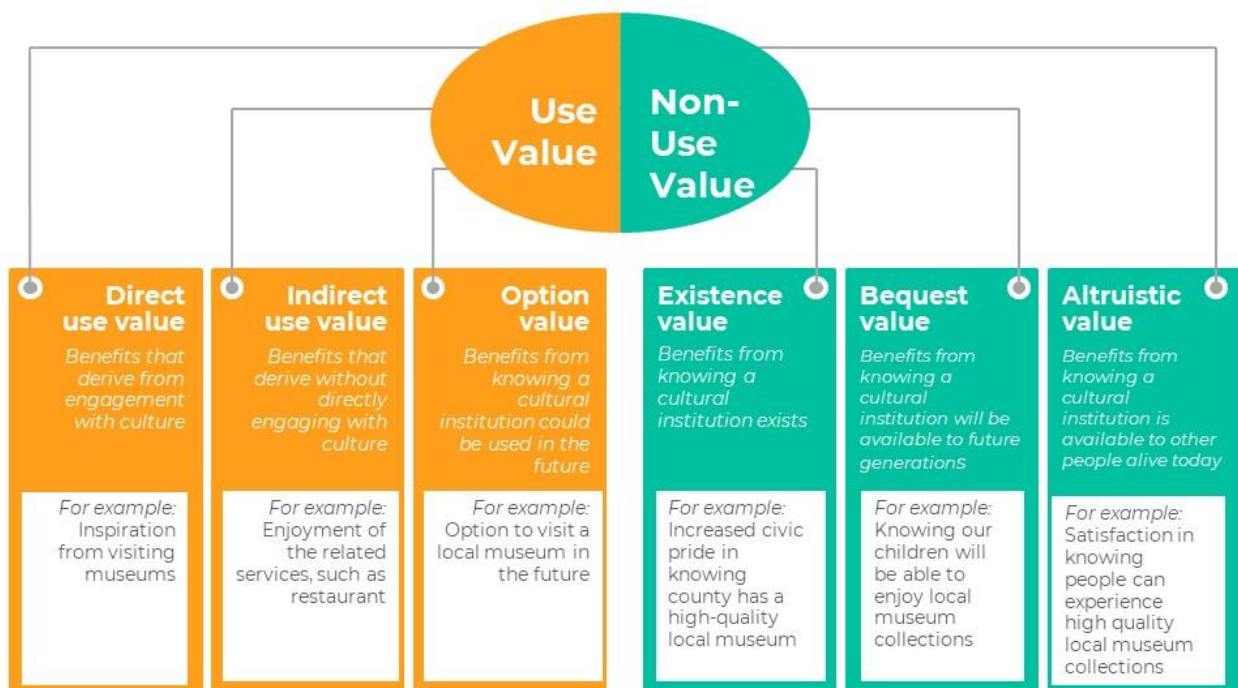 Use
Value
Non-
Use
Value
Direct
use value
Benefits that
derive from
engagement
with culture
For example:
Inspiration
from visiting
museums
Indirect
use value
Benefits that
derive without
directly
engaging with
culture
For example:
Enjoyment of
the related
services, such as
restaurant
Option
value
Benefits from
knowing a
cultural
institution could
be used in the
future
For example:
Option to visit a
local museum in
the future
Existence
value
Benefits from
knowing a
cultural
institution exists
For example:
Increased civic
pride in
knowing
county has a
high-quality
local museum
Bequest
value
Benefits from
knowing a
cultural
institution will be
available to future
generations
For example:
Knowing our
children will
be able to
enjoy local
museum
collections
Altruistic
value
Benefits from
knowing a
cultural
institution is
available to other
people alive today
For example:
Satisfaction in
knowing
people can
experience
high quality
local museum
collections